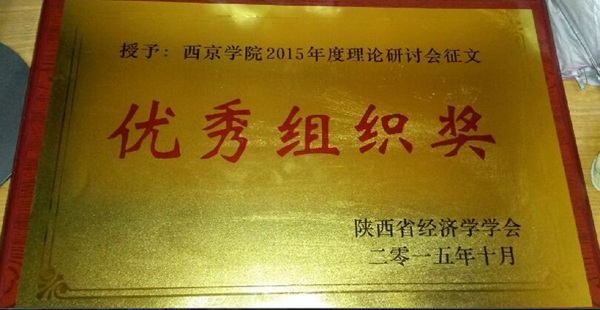 授予：西京学院2015年度理论研讨会征文
优秀组织奖
陕西省经济学学会
二零一五年十月